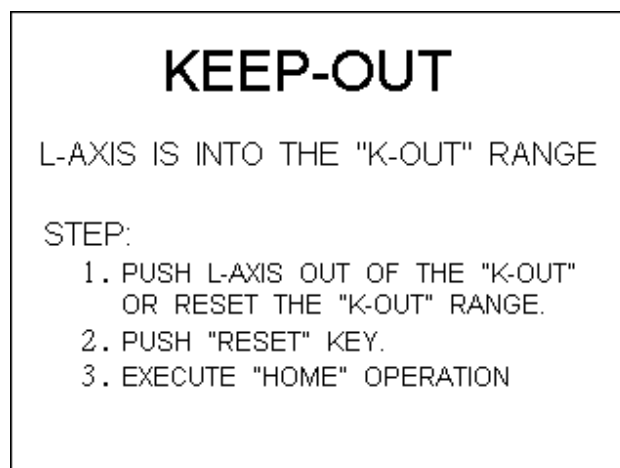 KEEP-OUT
L-AXIS IS INTO THE "K-OUT" RANGE
STEP:
1. PUSH L-AXIS OUT OF THE "K-OUT"
OR RESET THE "K-OUT" RANGE.
2. PUSH "RESET" KEY.
3. EXECUTE "HOME" OPERATION